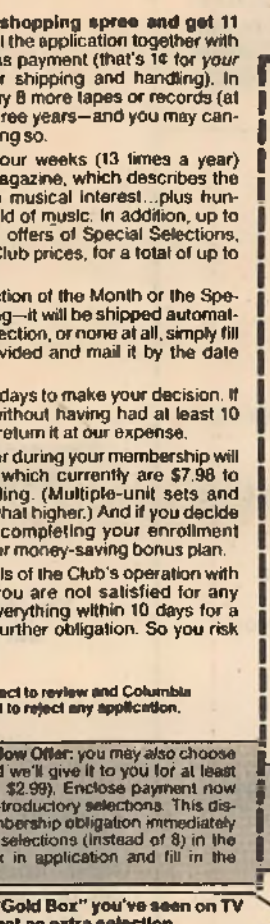 shopping spree and get 11
the application together with
as payment (that's 1¢ for your
shipping and handling). In
8 more tapes or records (at
ree years—and you may can-
ng so.
our weeks (13 times a year)
agazine, which describes the
musical interest...plus hun-
ld of music. In addition, up to
offers of Special Selections,
Club prices, for a total of up to
ction of the Month or the Spe-
g—it will be shipped automat-
ection, or none at all, simply fill
vided and mail it by the date
days to make your decision. If
without having had at least 10
return it at our expense.
r during your membership will
which currently are $7.98 to
ling. (Multiple-unit sets and
hat higher.) And if you decide
completing your enrollment
er money-saving bonus plan.
ls of the Club's operation with
ou are not satisfied for any
verything within 10 days for a
urther obligation. So you risk
ect to review and Columbia
to reject any application.
low Offer: you may also choose
d we'll give it to you for at least
$2.99). Enclose payment now
troductory selections. This dis-
mbership obligation immediately
selections (instead of 8) in the
x in application and fill in the
"Gold Box" you've seen on TV
an extra selection